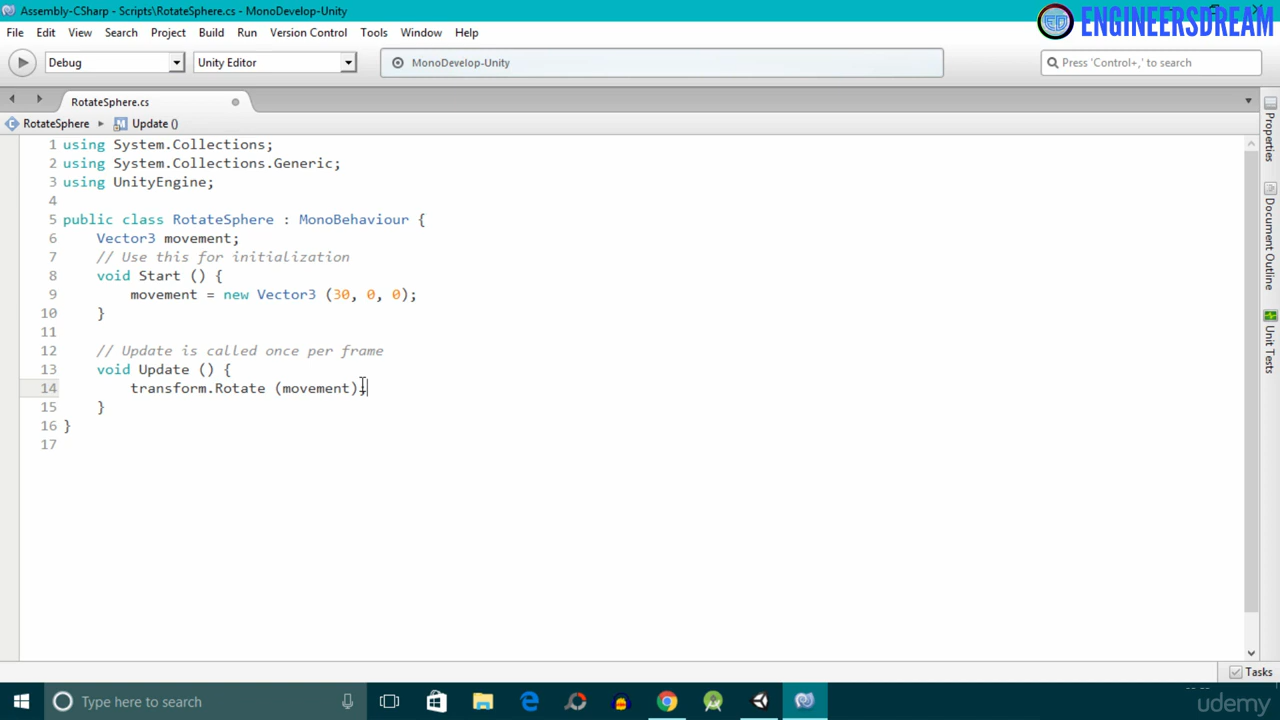 Assembly-CSharp - Scripts\RotateSphere.cs - MonoDevelop-Unity
ENGINEERSDREAM
File Edit View Search Project Build Run Version Control Tools Window Help
Debug
Unity Editor
MonoDevelop-Unity
Press 'Control+,' to search
RotateSphere.cs
RotateSphere Update ()
1 using System.Collections;
2 using System.Collections.Generic;
3 using UnityEngine;
4
5 public class RotateSphere : MonoBehaviour {
6 Vector3 movement;
7 // Use this for initialization
8 void Start () {
9 movement = new Vector3 (30, 0, 0);
10 }
11
12 // Update is called once per frame
13 void Update () {
14 transform.Rotate (movement);
15 }
16 }
17
Properties
Document Outline
Unit Tests
Tasks
Type here to search
udemy